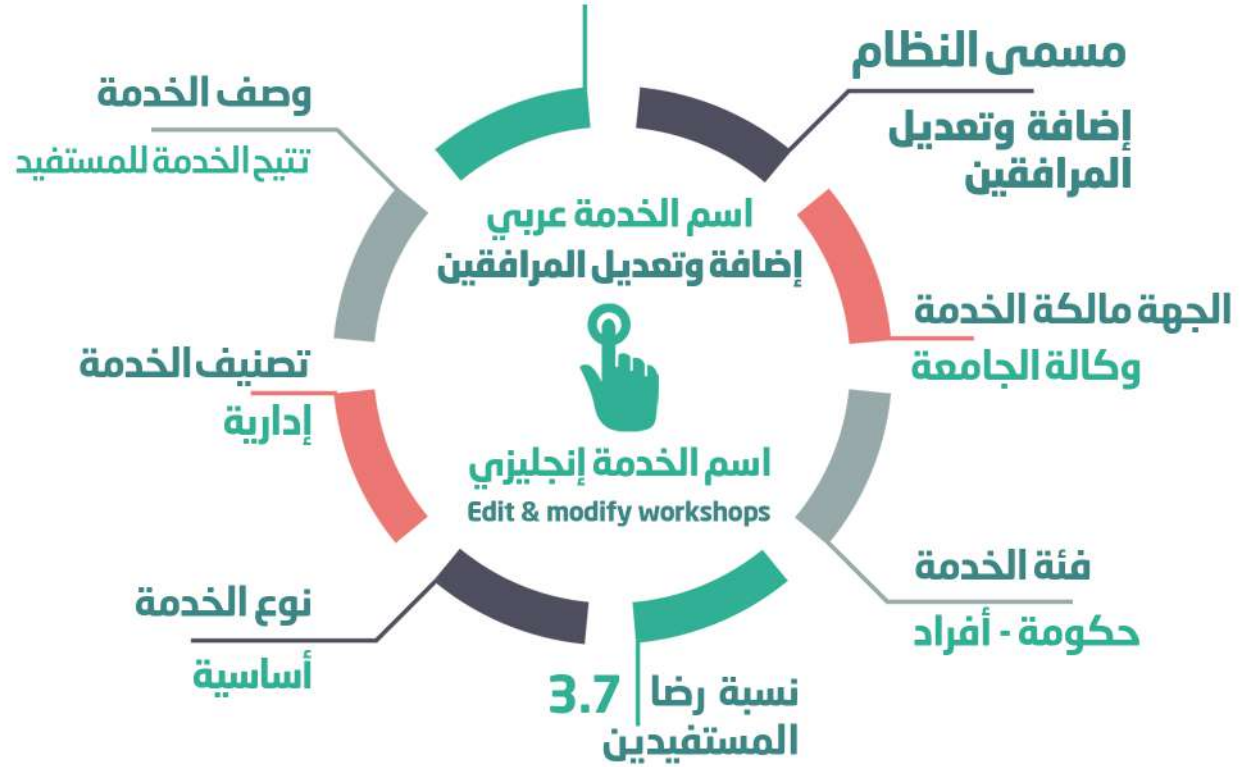 مسمى النظام
إضافة وتعديل
المرافقين
الجهة مالكة الخدمة
وكالة الجامعة
فئة الخدمة
حكومة - أفراد
نسبة رضا
المستفيدين
3.7
نوع الخدمة
أساسية
تصنيف الخدمة
إدارية
وصف الخدمة
تتيح الخدمة للمستفيد
اسم الخدمة عربي
إضافة وتعديل المرافقين
اسم الخدمة إنجليزي
Edit & modify workshops